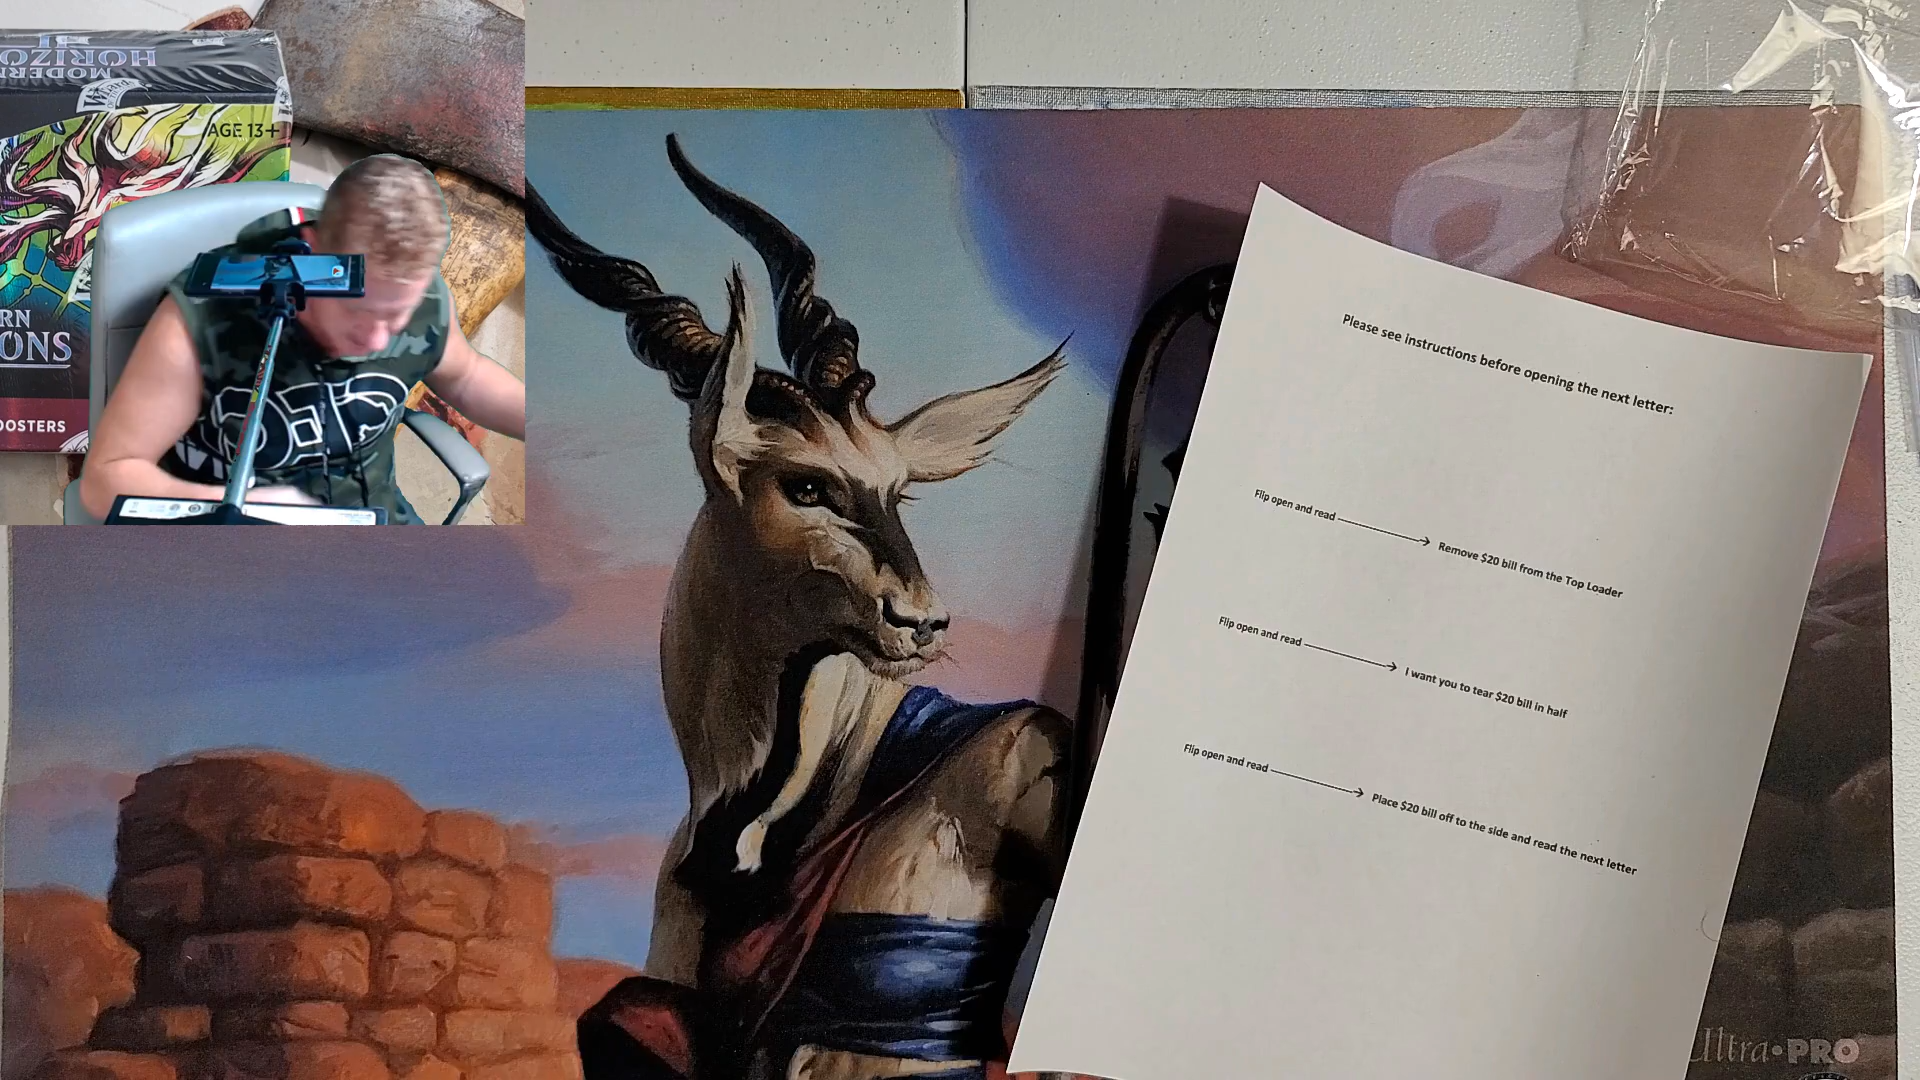 AGE 13+
RN
ONS
OOSTERS
Please see instructions before opening the next letter:
Flip open and read → Remove $20 bill from the Top Loader
Flip open and read → I want you to tear $20 bill in half
Flip open and read → Place $20 bill off to the side and read the next letter
Ultra•PRO